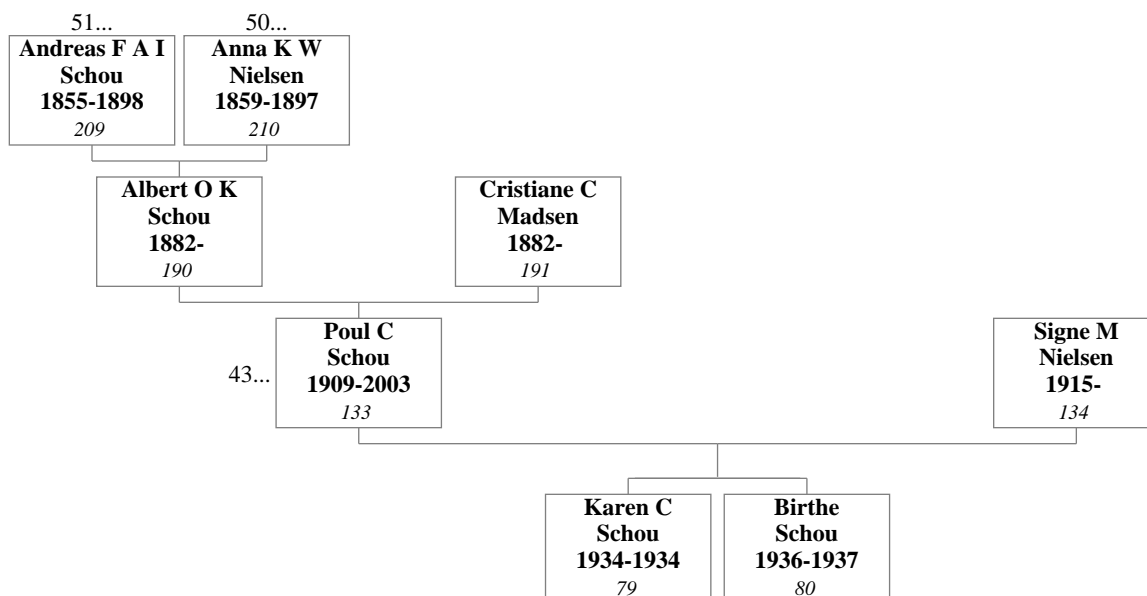 51...
50...
Andreas F A I
Schou
1855-1898
209
Anna K W
Nielsen
1859-1897
210
Albert O K
Schou
1882-
190
Cristiane C
Madsen
1882-
191
43...
Poul C
Schou
1909-2003
133
Signe M
Nielsen
1915-
134
Karen C
Schou
1934-1934
79
Birthe
Schou
1936-1937
80